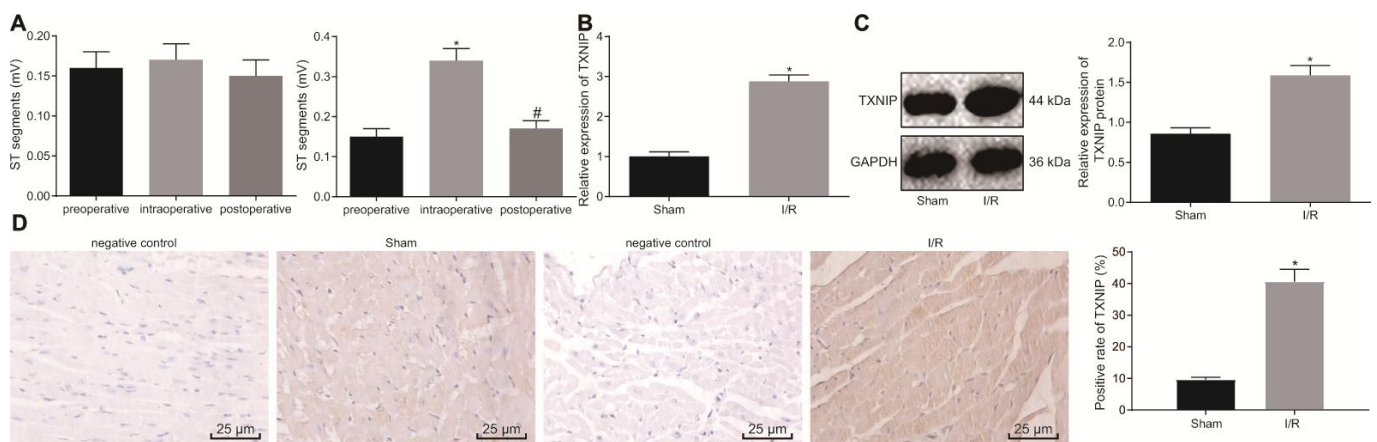 A
ST segments (mV)
0.20
0.15
0.10
0.05
0.00
preoperative intraoperative postoperative
ST segments (mV)
0.4
0.3
0.2
0.1
0.0
*
#
preoperative intraoperative postoperative
B
Relative expression of TXNIP
4
3
2
1
0
*
Sham I/R
C
TXNIP 44 kDa
GAPDH 36 kDa
Sham I/R
Relative expression of
TXNIP protein
2.0
1.5
1.0
0.5
0.0
*
Sham I/R
D
negative control
25 µm
Sham
25 µm
negative control
25 µm
I/R
25 µm
Positive rate of TXNIP (%)
50
40
30
20
10
0
*
Sham I/R